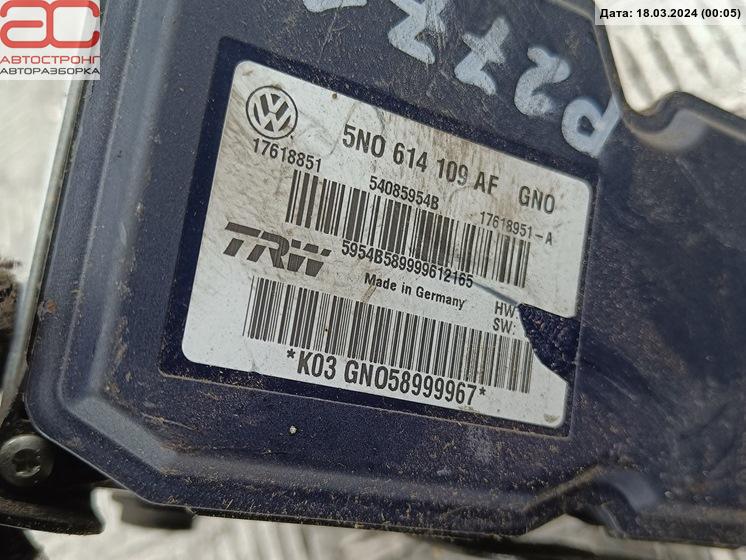 АС
АВТОСТРОНГ
АВТОРАЗБОРКА
Дата: 18.03.2024 (00:05)
P277
5N0 614 109 AF GNO
17618851
54085954B
17618951-A
TRW
5954B589999612165
Made in Germany
HW:
SW:
*K03 GNO58999967*